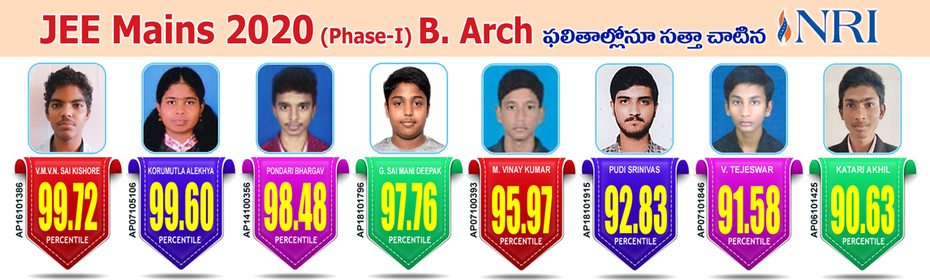 JEE Mains 2020 (Phase-I) B. Arch ఫలితాల్లోనూ సత్తా చాటిన NRI
AP16101386
V.M.V.N. SAI KISHORE
99.72
PERCENTILE
AP07105106
KORUMUTLA ALEKHYA
99.60
PERCENTILE
AP14100356
PONDARI BHARGAV
98.48
PERCENTILE
AP18101796
G. SAI MANI DEEPAK
97.76
PERCENTILE
AP07100393
M. VINAY KUMAR
95.97
PERCENTILE
AP18101915
PUDI SRINIVAS
92.83
PERCENTILE
AP07101846
V. TEJESWAR
91.58
PERCENTILE
AP06101425
KATARI AKHIL
90.63
PERCENTILE